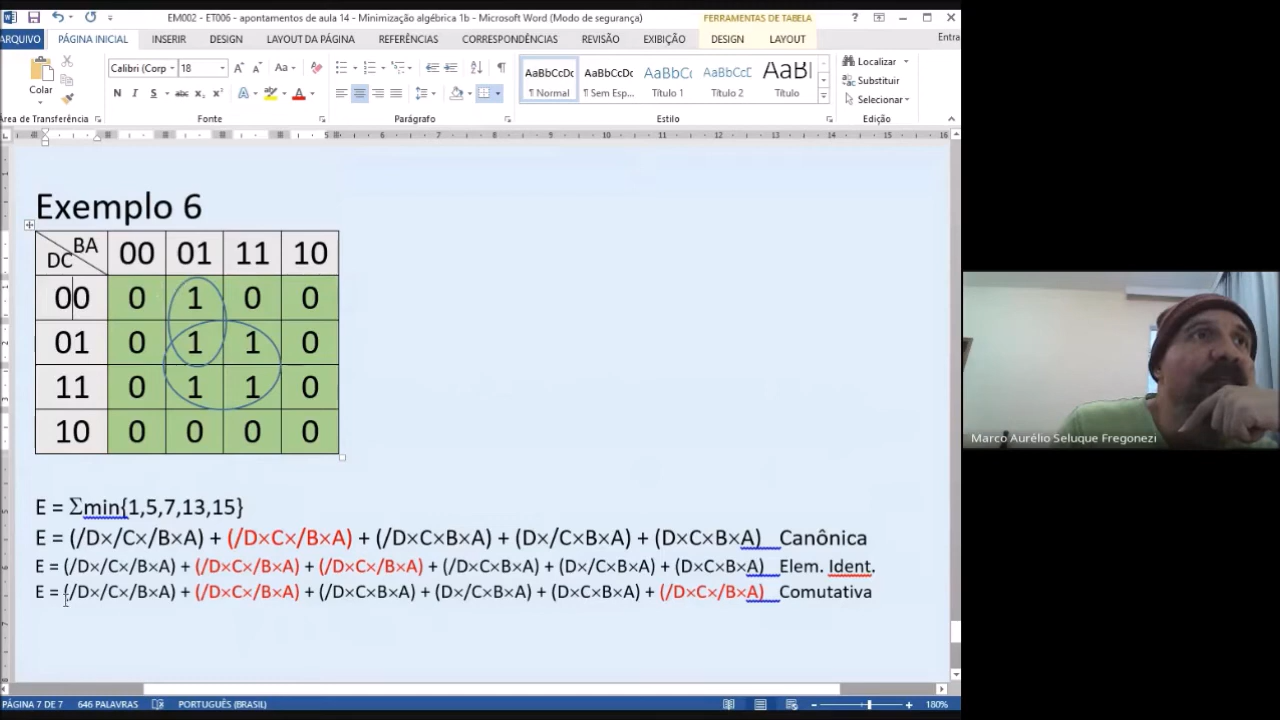 EM002 - ET006 - apontamentos de aula 14 - Minimização algébrica 1b - Microsoft Word (Modo de segurança)
FERRAMENTAS DE TABELA
ARQUIVO PÁGINA INICIAL INSERIR DESIGN LAYOUT DA PÁGINA REFERÊNCIAS CORRESPONDÊNCIAS REVISÃO EXIBIÇÃO DESIGN LAYOUT Entra
Colar
Calibri (Corp 18
N I S abc x₂ x²
AaBbCcDc AaBbCcDc AaBbCc AaBbCcD AaBl
¶ Normal ¶ Sem Esp... Título 1 Título 2 Título
Localizar
Substituir
Selecionar
Área de Transferência Fonte Parágrafo Estilo Edição
Exemplo 6
BA
DC 00 01 11 10
00 0 1 0 0
01 0 1 1 0
11 0 1 1 0
10 0 0 0 0
E = Σmin{1,5,7,13,15}
E = (/D×/C×/B×A) + (/D×C×/B×A) + (/D×C×B×A) + (D×/C×B×A) + (D×C×B×A) Canônica
E = (/D×/C×/B×A) + (/D×C×/B×A) + (/D×C×/B×A) + (/D×C×B×A) + (D×/C×B×A) + (D×C×B×A) Elem. Ident.
E = (/D×/C×/B×A) + (/D×C×/B×A) + (/D×C×B×A) + (D×/C×B×A) + (D×C×B×A) + (/D×C×/B×A) Comutativa
Marco Aurélio Seluque Fregonezi
PÁGINA 7 DE 7 646 PALAVRAS PORTUGUÊS (BRASIL) 180%